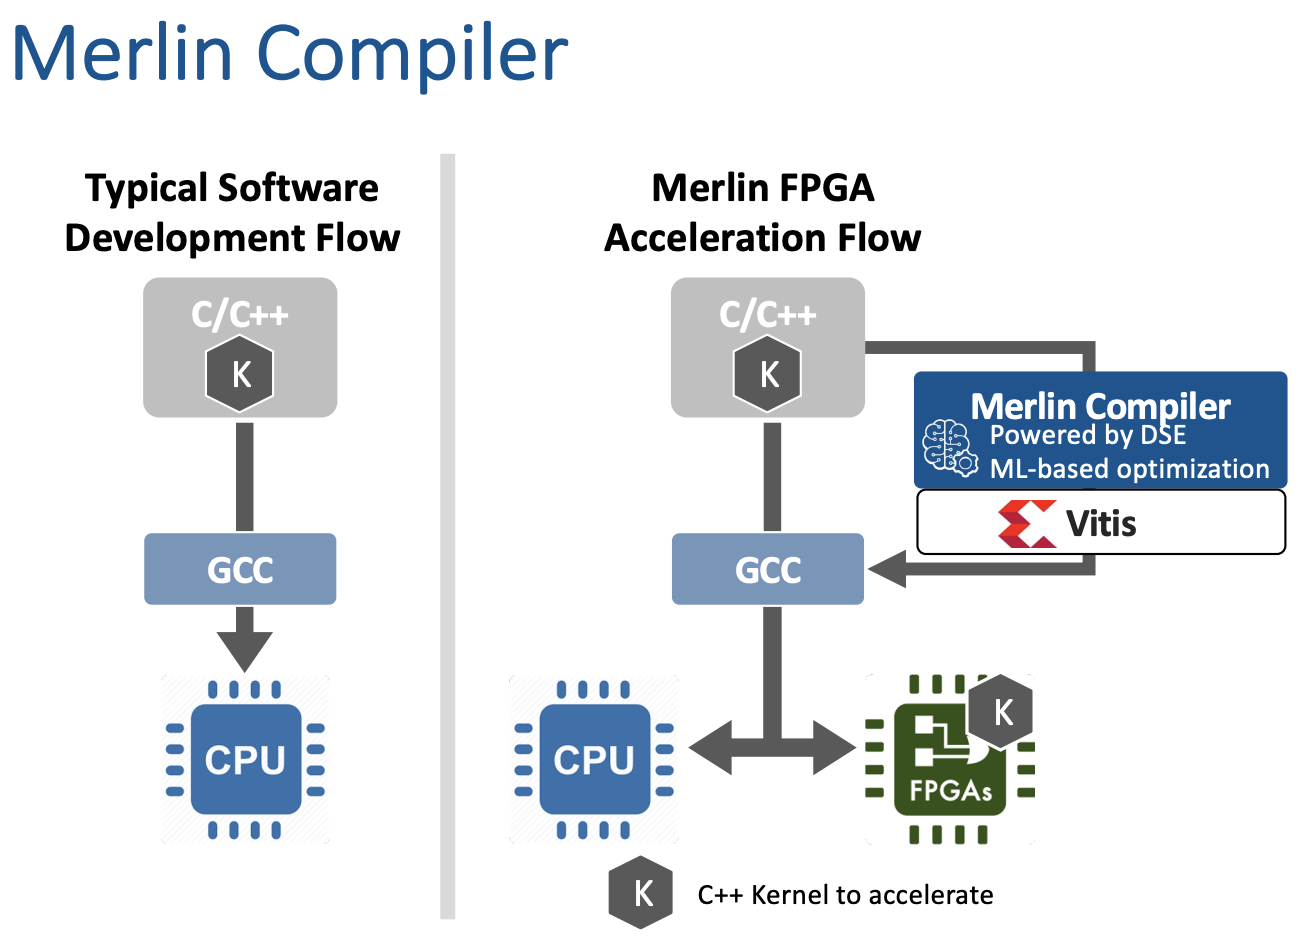 Merlin Compiler
Typical Software
Development Flow
C/C++
K
GCC
CPU
Merlin FPGA
Acceleration Flow
C/C++
K
Merlin Compiler
Powered by DSE
ML-based optimization
Vitis
GCC
CPU
K
FPGAs
K
C++ Kernel to accelerate